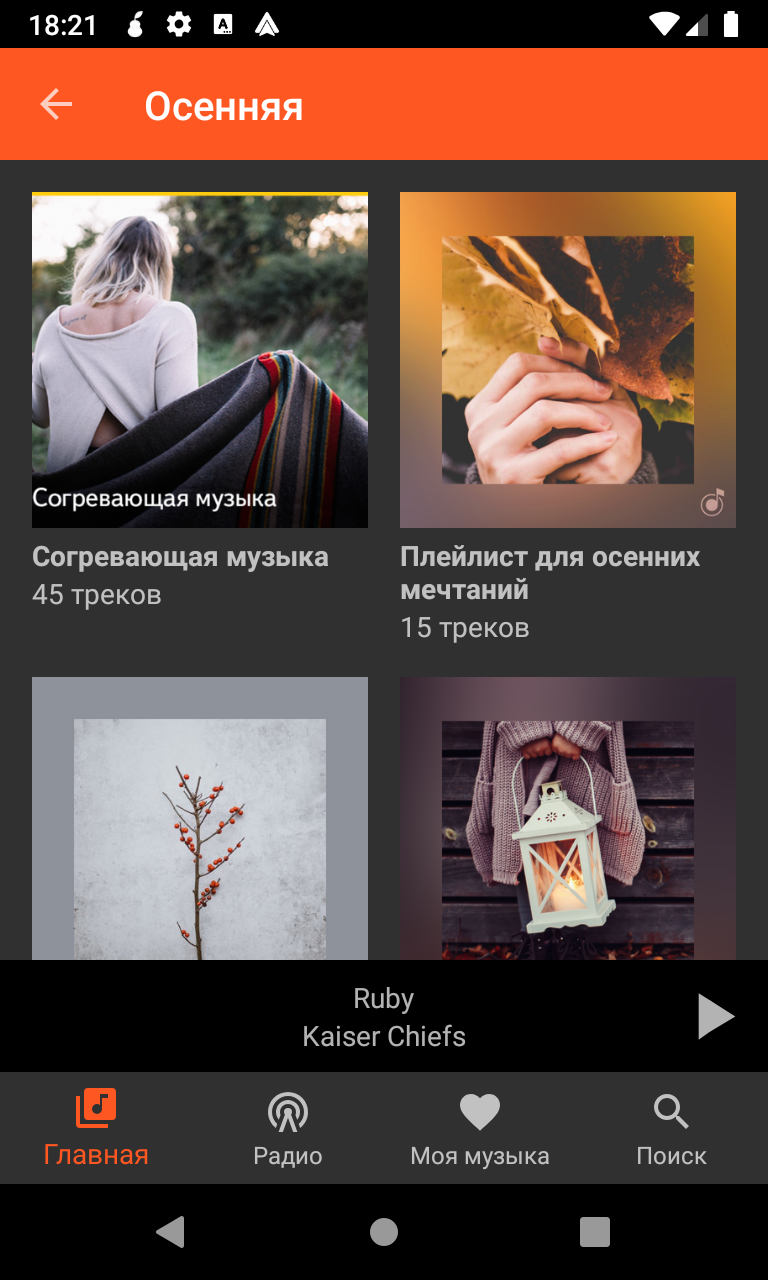 18:21
Осенняя
Согревающая музыка
Согревающая музыка
45 треков
Плейлист для осенних
мечтаний
15 треков
Ruby
Kaiser Chiefs
Главная
Радио
Моя музыка
Поиск